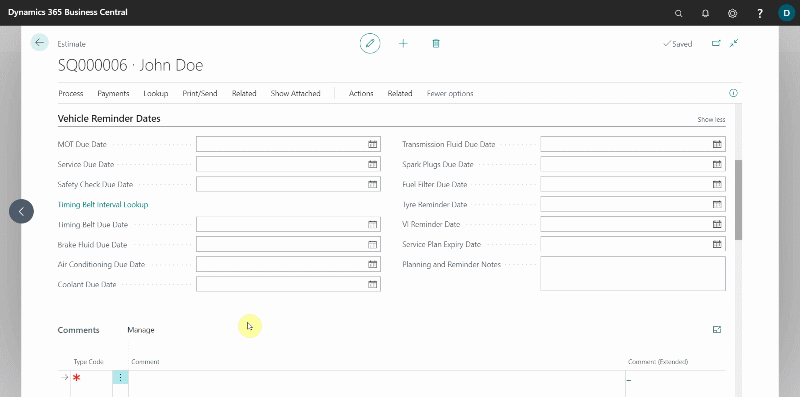 Dynamics 365 Business Central
?
D
Estimate
Saved
SQ000006 · John Doe
Process Payments Lookup Print/Send Related Show Attached Actions Related Fewer options
Vehicle Reminder Dates
Show less
MOT Due Date
Service Due Date
Safety Check Due Date
Timing Belt Interval Lookup
Timing Belt Due Date
Brake Fluid Due Date
Air Conditioning Due Date
Coolant Due Date
Transmission Fluid Due Date
Spark Plugs Due Date
Fuel Filter Due Date
Tyre Reminder Date
VI Reminder Date
Service Plan Expiry Date
Planning and Reminder Notes
Comments Manage
Type Code Comment Comment (Extended)